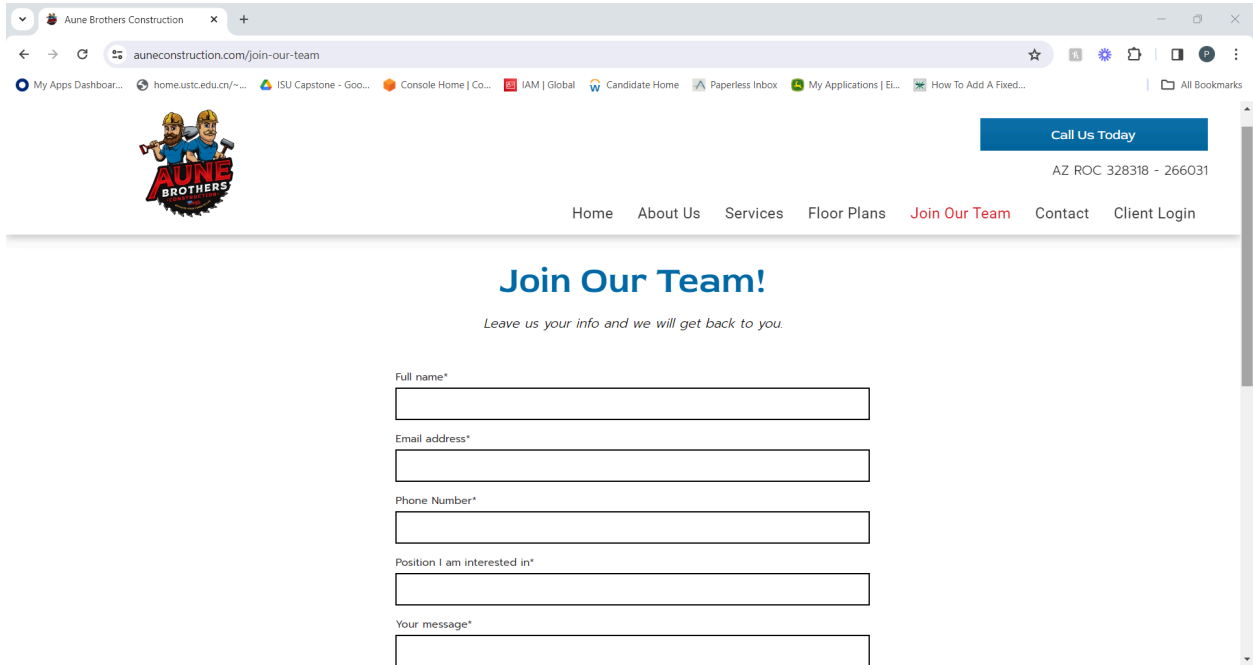 Aune Brothers Construction
auneconstruction.com/join-our-team
P
My Apps Dashboar... home.ustc.edu.cn/~... ISU Capstone - Goo... Console Home | Co... IAM | Global Candidate Home Paperless Inbox My Applications | Ei... How To Add A Fixed... All Bookmarks
AUNE
BROTHERS
CONSTRUCTION
Call Us Today
AZ ROC 328318 - 266031
Home About Us Services Floor Plans Join Our Team Contact Client Login
Join Our Team!
Leave us your info and we will get back to you.
Full name*
Email address*
Phone Number*
Position I am interested in*
Your message*